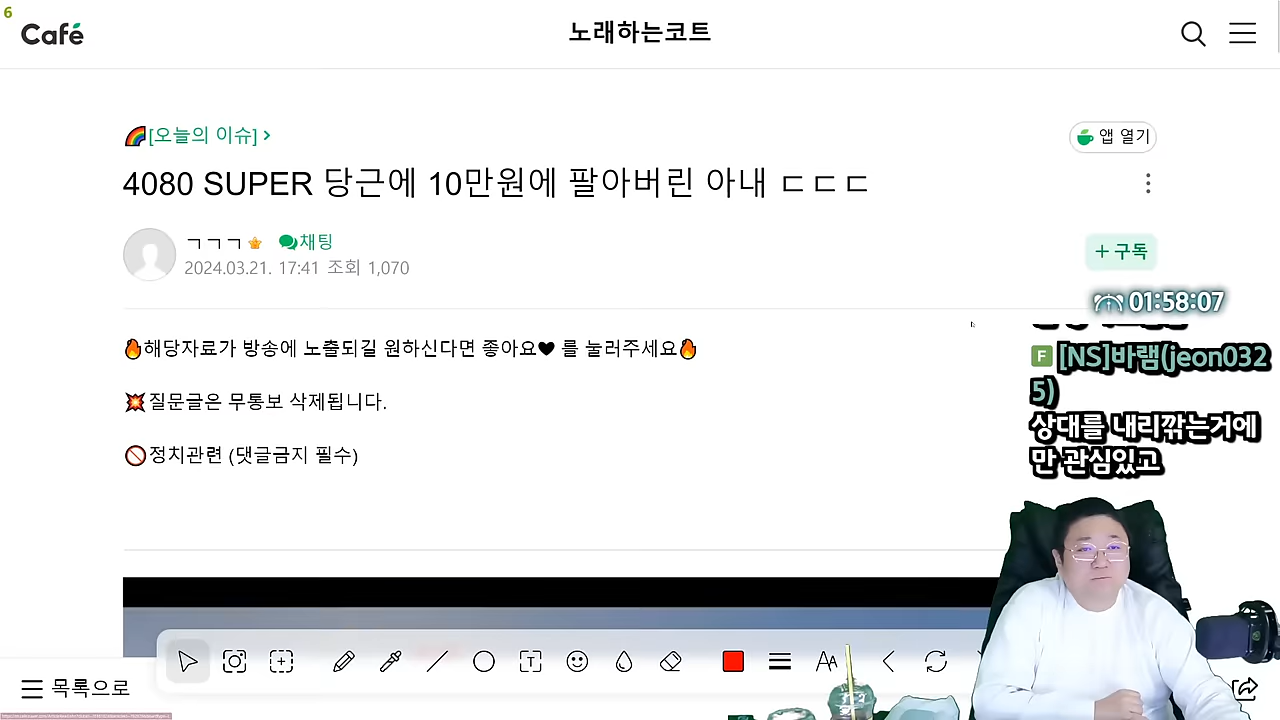 6
Café
노래하는코트
🌈[오늘의 이슈] >
앱 열기
4080 SUPER 당근에 10만원에 팔아버린 아내 ㄷㄷㄷ
ㄱㄱㄱ 채팅
2024.03.21. 17:41 조회 1,070
+ 구독
01:58:07
🔥해당자료가 방송에 노출되길 원하신다면 좋아요♥ 를 눌러주세요🔥
F [NS]바램(jeon032
5)
상대를 내리깎는거에
만 관심있고
💥질문글은 무통보 삭제됩니다.
🚫정치관련 (댓글금지 필수)
T
AA
목록으로